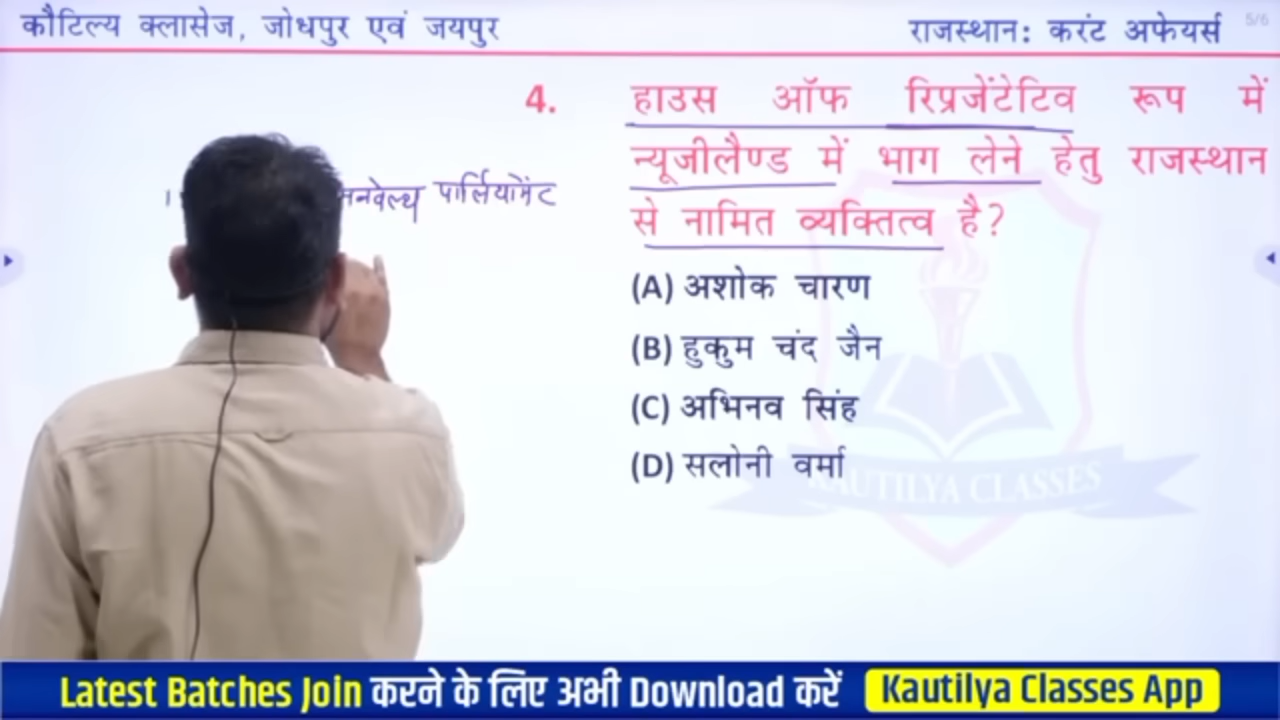 कौटिल्य क्लासेज, जोधपुर एवं जयपुर
राजस्थान: करंट अफेयर्स
5/6
4. हाउस ऑफ रिप्रजेंटेटिव रूप में
न्यूजीलैण्ड में भाग लेने हेतु राजस्थान
से नामित व्यक्तित्व है?
पार्लियामेंट
(A) अशोक चारण
(B) हुकुम चंद जैन
(C) अभिनव सिंह
(D) सलोनी वर्मा
KAUTILYA CLASSES
Latest Batches Join करने के लिए अभी Download करें Kautilya Classes App